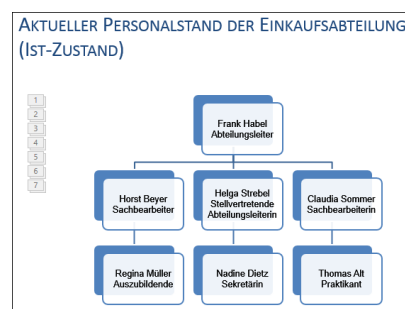 AKTUELLER PERSONALSTAND DER EINKAUFSABTEILUNG
(IST-ZUSTAND)
1
2
3
4
5
6
7
Frank Habel
Abteilungsleiter
Horst Beyer
Sachbearbeiter
Helga Strebel
Stellvertretende
Abteilungsleiterin
Claudia Sommer
Sachbearbeiterin
Regina Müller
Auszubildende
Nadine Dietz
Sekretärin
Thomas Alt
Praktikant